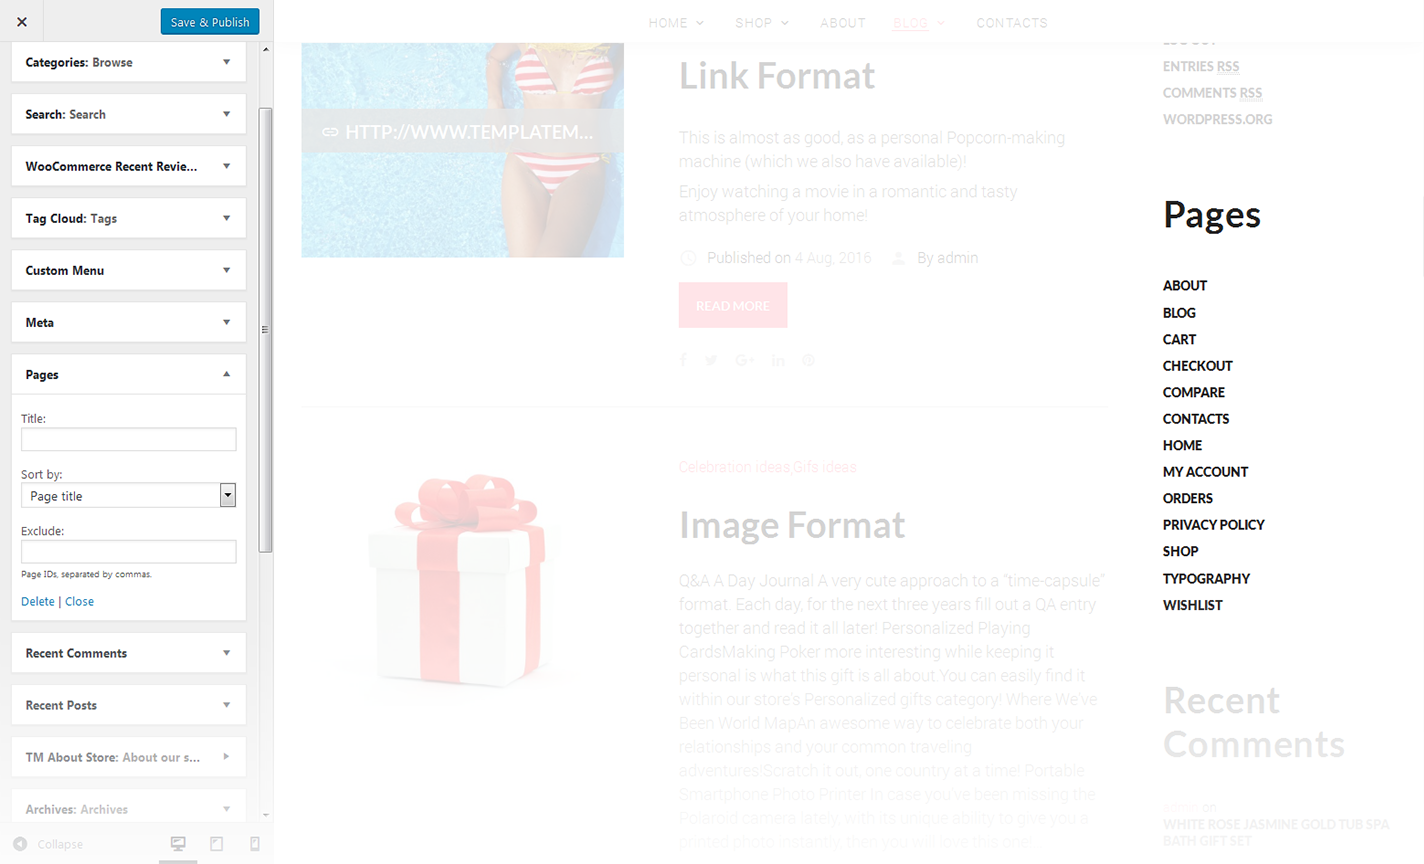 Save & Publish
Categories: Browse
Search: Search
WooCommerce Recent Revie...
Tag Cloud: Tags
Custom Menu
Meta
Pages
Title:
Sort by:
Page title
Exclude:
Page IDs, separated by commas.
Delete | Close
Recent Comments
Recent Posts
TM About Store: About our s...
Archives: Archives
Collapse
HOME
SHOP
ABOUT
BLOG
CONTACTS
HTTP://WWW.TEMPLATEM...
Link Format
This is almost as good, as a personal Popcorn-making
machine (which we also have available)!
Enjoy watching a movie in a romantic and tasty
atmosphere of your home!
Published on 4 Aug, 2016
By admin
READ MORE
Celebration ideas,Gifs ideas
Image Format
Q&A A Day Journal A very cute approach to a “time-capsule”
format. Each day, for the next three years fill out a QA entry
together and read it all later! Personalized Playing
CardsMaking Poker more interesting while keeping it
personal is what this gift is all about.You can easily find it
within our store's Personalized gifts category! Where We've
Been World MapAn awesome way to celebrate both your
relationships and your common traveling
adventures!Scratch it out, one country at a time! Portable
Smartphone Photo Printer In case you've been missing the
Polaroid camera lately, with its unique ability to give you a
printed photo instantly, then you will love this one!
ENTRIES RSS
COMMENTS RSS
WORDPRESS.ORG
Pages
ABOUT
BLOG
CART
CHECKOUT
COMPARE
CONTACTS
HOME
MY ACCOUNT
ORDERS
PRIVACY POLICY
SHOP
TYPOGRAPHY
WISHLIST
Recent
Comments
admin on
WHITE ROSE JASMINE GOLD TUB SPA
BATH GIFT SET